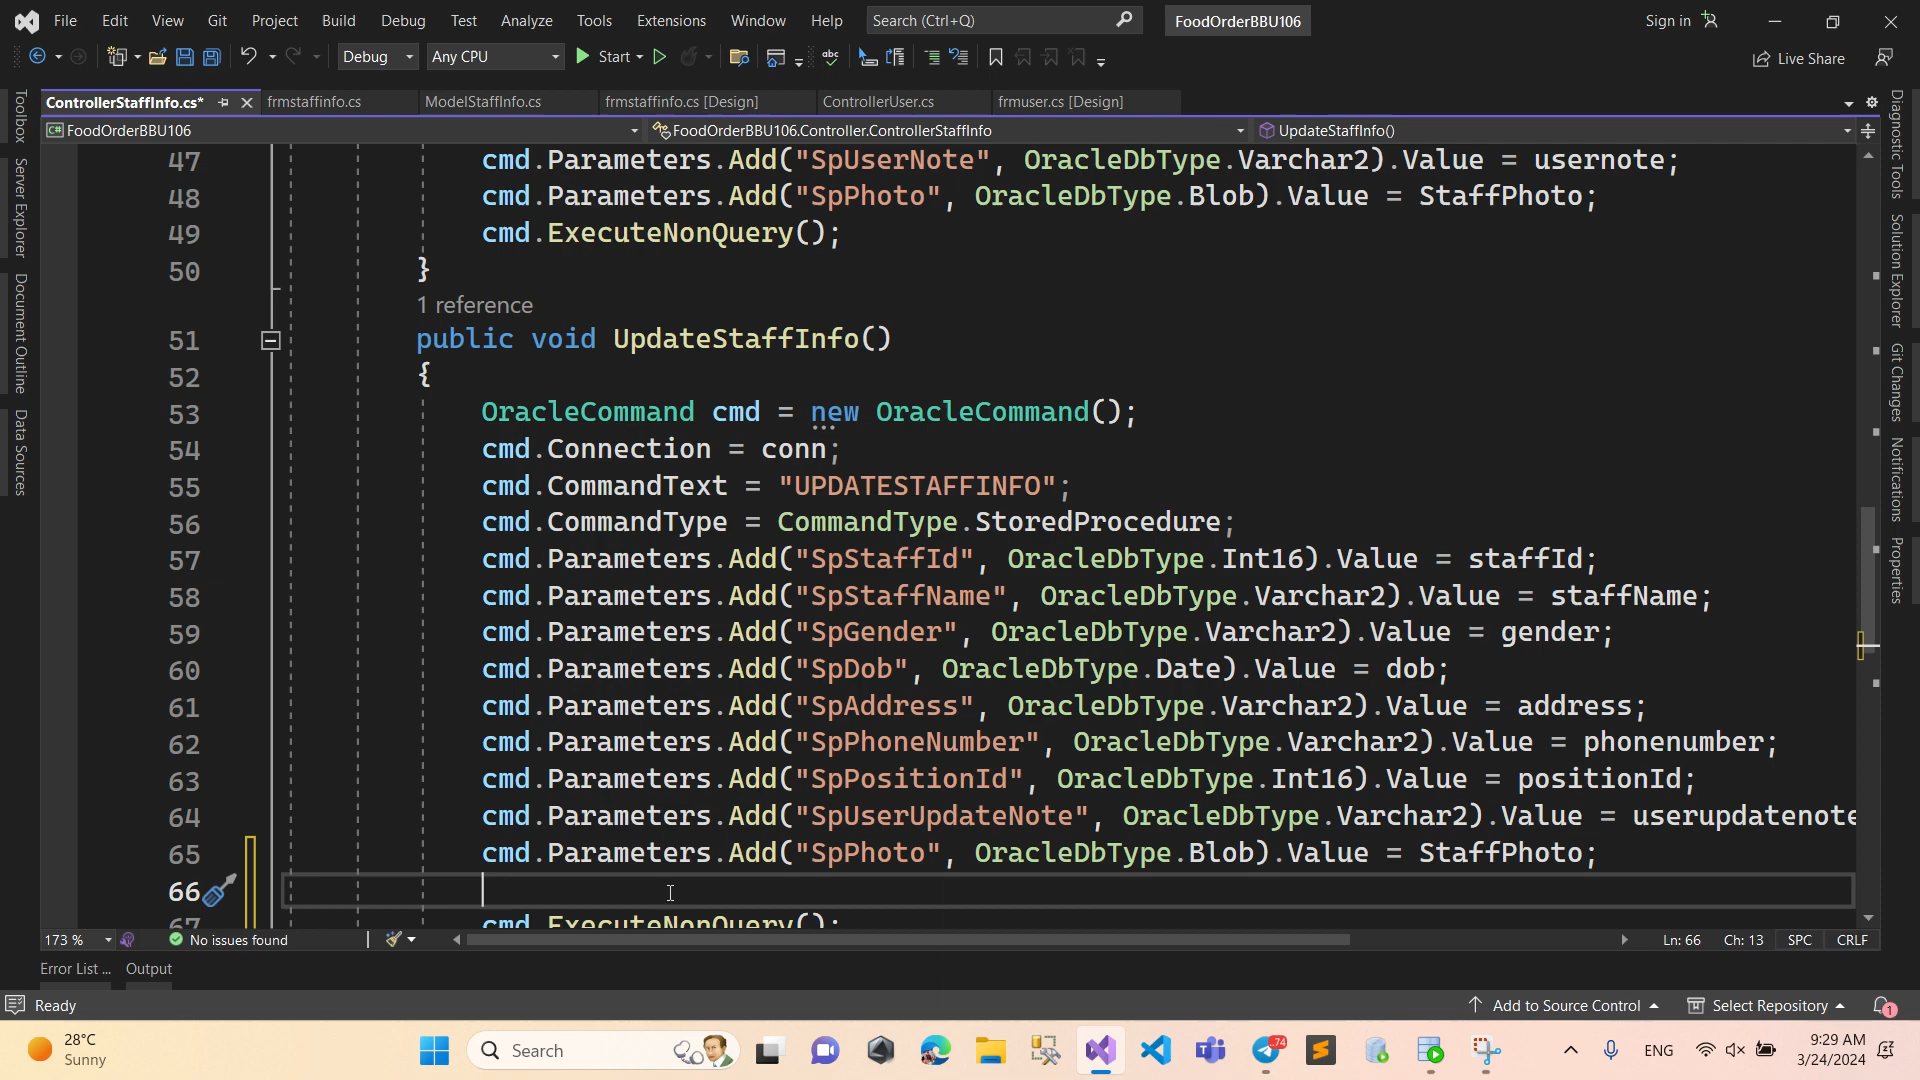 File Edit View Git Project Build Debug Test Analyze Tools Extensions Window Help Search (Ctrl+Q) FoodOrderBBU106 Sign in
Debug Any CPU Start Live Share
ControllerStaffInfo.cs* frmstaffinfo.cs ModelStaffInfo.cs frmstaffinfo.cs [Design] ControllerUser.cs frmuser.cs [Design]
C# FoodOrderBBU106 FoodOrderBBU106.Controller.ControllerStaffInfo UpdateStaffInfo()
Toolbox
Server Explorer
Document Outline
Data Sources
47 cmd.Parameters.Add("SpUserNote", OracleDbType.Varchar2).Value = usernote;
48 cmd.Parameters.Add("SpPhoto", OracleDbType.Blob).Value = StaffPhoto;
49 cmd.ExecuteNonQuery();
50 }
1 reference
51 public void UpdateStaffInfo()
52 {
53 OracleCommand cmd = new OracleCommand();
54 cmd.Connection = conn;
55 cmd.CommandText = "UPDATESTAFFINFO";
56 cmd.CommandType = CommandType.StoredProcedure;
57 cmd.Parameters.Add("SpStaffId", OracleDbType.Int16).Value = staffId;
58 cmd.Parameters.Add("SpStaffName", OracleDbType.Varchar2).Value = staffName;
59 cmd.Parameters.Add("SpGender", OracleDbType.Varchar2).Value = gender;
60 cmd.Parameters.Add("SpDob", OracleDbType.Date).Value = dob;
61 cmd.Parameters.Add("SpAddress", OracleDbType.Varchar2).Value = address;
62 cmd.Parameters.Add("SpPhoneNumber", OracleDbType.Varchar2).Value = phonenumber;
63 cmd.Parameters.Add("SpPositionId", OracleDbType.Int16).Value = positionId;
64 cmd.Parameters.Add("SpUserUpdateNote", OracleDbType.Varchar2).Value = userupdatenote
65 cmd.Parameters.Add("SpPhoto", OracleDbType.Blob).Value = StaffPhoto;
66
67 cmd.ExecuteNonQuery();
Diagnostic Tools
Solution Explorer
Git Changes
Notifications
Properties
173 % No issues found Ln: 66 Ch: 13 SPC CRLF
Error List ... Output
Ready Add to Source Control Select Repository 1
28°C
Sunny
Search
74
ENG
9:29 AM
3/24/2024